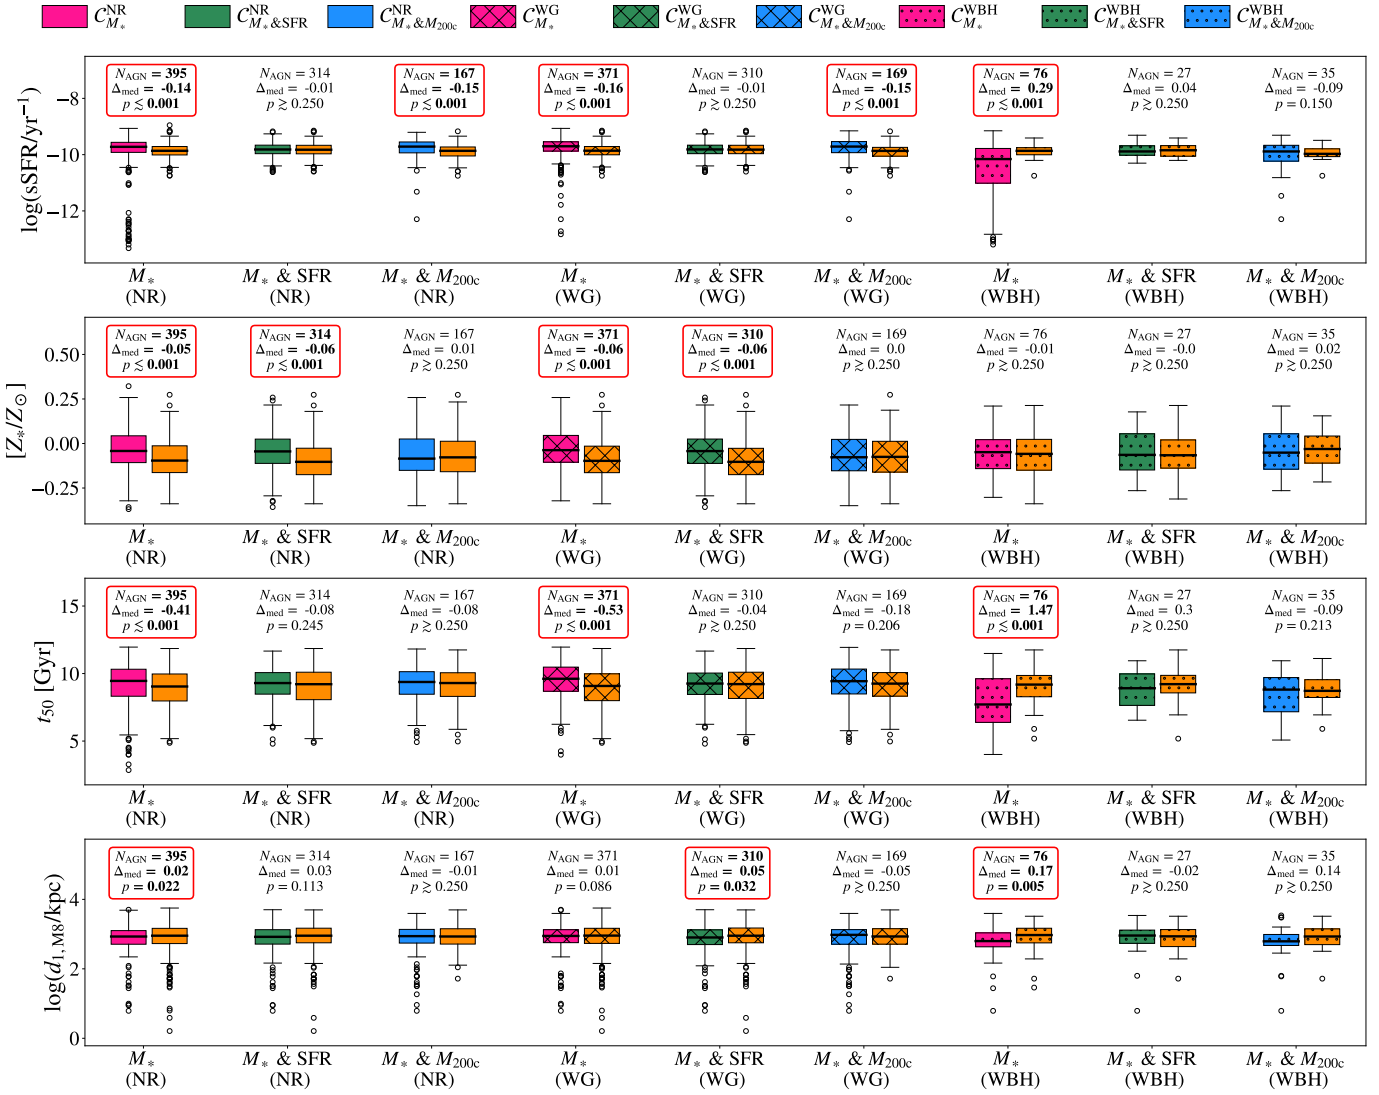 C^NR_M* C^NR_M*&SFR C^NR_M*&M200c C^WG_M* C^WG_M*&SFR C^WG_M*&M200c C^WBH_M* C^WBH_M*&SFR C^WBH_M*&M200c
log(sSFR/yr⁻¹)
−8
−10
−12
N_AGN = 395 N_AGN = 314 N_AGN = 167 N_AGN = 371 N_AGN = 310 N_AGN = 169 N_AGN = 76 N_AGN = 27 N_AGN = 35
Δ_med = -0.14 Δ_med = -0.01 Δ_med = -0.15 Δ_med = -0.16 Δ_med = -0.01 Δ_med = -0.15 Δ_med = 0.29 Δ_med = 0.04 Δ_med = -0.09
p ≲ 0.001 p ≳ 0.250 p ≲ 0.001 p ≲ 0.001 p ≳ 0.250 p ≲ 0.001 p ≲ 0.001 p ≳ 0.250 p = 0.150
M* M* & SFR M* & M200c M* M* & SFR M* & M200c M* M* & SFR M* & M200c
(NR) (NR) (NR) (WG) (WG) (WG) (WBH) (WBH) (WBH)
[Z*/Z⊙]
0.50
0.25
0.00
−0.25
N_AGN = 395 N_AGN = 314 N_AGN = 167 N_AGN = 371 N_AGN = 310 N_AGN = 169 N_AGN = 76 N_AGN = 27 N_AGN = 35
Δ_med = -0.05 Δ_med = -0.06 Δ_med = 0.01 Δ_med = -0.06 Δ_med = -0.06 Δ_med = 0.0 Δ_med = -0.01 Δ_med = -0.0 Δ_med = 0.02
p ≲ 0.001 p ≲ 0.001 p ≳ 0.250 p ≲ 0.001 p ≲ 0.001 p ≳ 0.250 p ≳ 0.250 p ≳ 0.250 p ≳ 0.250
M* M* & SFR M* & M200c M* M* & SFR M* & M200c M* M* & SFR M* & M200c
(NR) (NR) (NR) (WG) (WG) (WG) (WBH) (WBH) (WBH)
t50 [Gyr]
15
10
5
N_AGN = 395 N_AGN = 314 N_AGN = 167 N_AGN = 371 N_AGN = 310 N_AGN = 169 N_AGN = 76 N_AGN = 27 N_AGN = 35
Δ_med = -0.41 Δ_med = -0.08 Δ_med = -0.08 Δ_med = -0.53 Δ_med = -0.04 Δ_med = -0.18 Δ_med = 1.47 Δ_med = 0.3 Δ_med = -0.09
p ≲ 0.001 p = 0.245 p ≳ 0.250 p ≲ 0.001 p ≳ 0.250 p = 0.206 p ≲ 0.001 p ≳ 0.250 p = 0.213
M* M* & SFR M* & M200c M* M* & SFR M* & M200c M* M* & SFR M* & M200c
(NR) (NR) (NR) (WG) (WG) (WG) (WBH) (WBH) (WBH)
log(d1,M8/kpc)
4
2
0
N_AGN = 395 N_AGN = 314 N_AGN = 167 N_AGN = 371 N_AGN = 310 N_AGN = 169 N_AGN = 76 N_AGN = 27 N_AGN = 35
Δ_med = 0.02 Δ_med = 0.03 Δ_med = -0.01 Δ_med = 0.01 Δ_med = 0.05 Δ_med = -0.05 Δ_med = 0.17 Δ_med = -0.02 Δ_med = 0.14
p = 0.022 p = 0.113 p ≳ 0.250 p = 0.086 p = 0.032 p ≳ 0.250 p = 0.005 p ≳ 0.250 p ≳ 0.250
M* M* & SFR M* & M200c M* M* & SFR M* & M200c M* M* & SFR M* & M200c
(NR) (NR) (NR) (WG) (WG) (WG) (WBH) (WBH) (WBH)